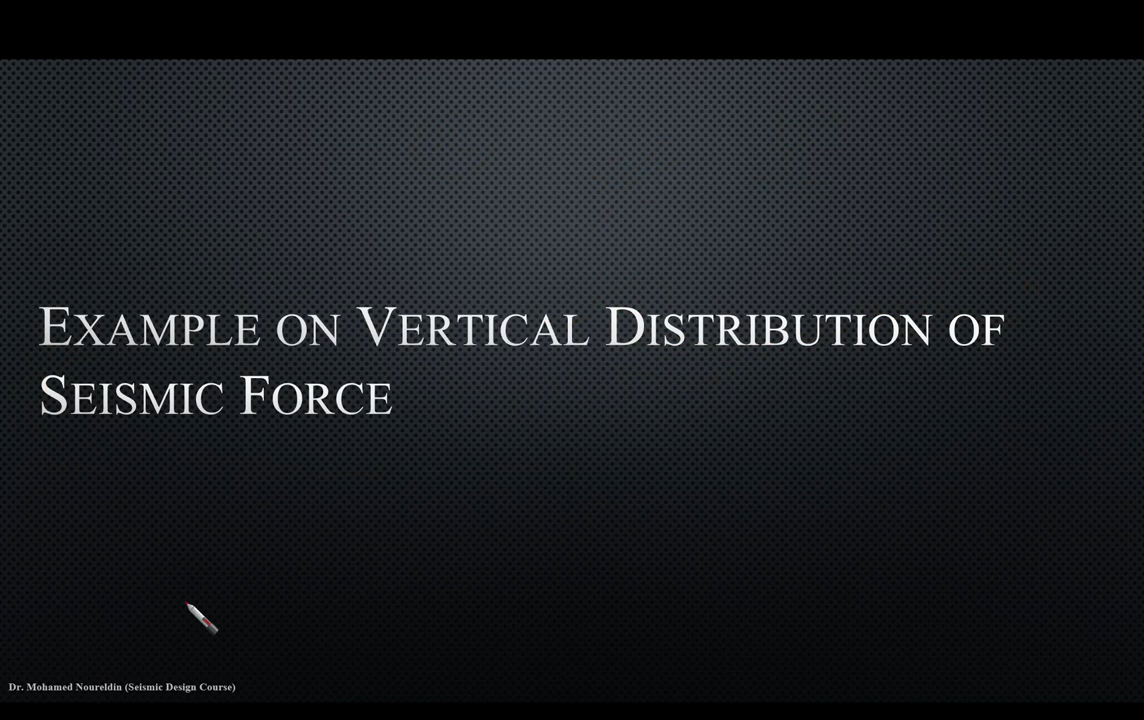 EXAMPLE ON VERTICAL DISTRIBUTION OF
SEISMIC FORCE
Dr. Mohamed Noureldin (Seismic Design Course)